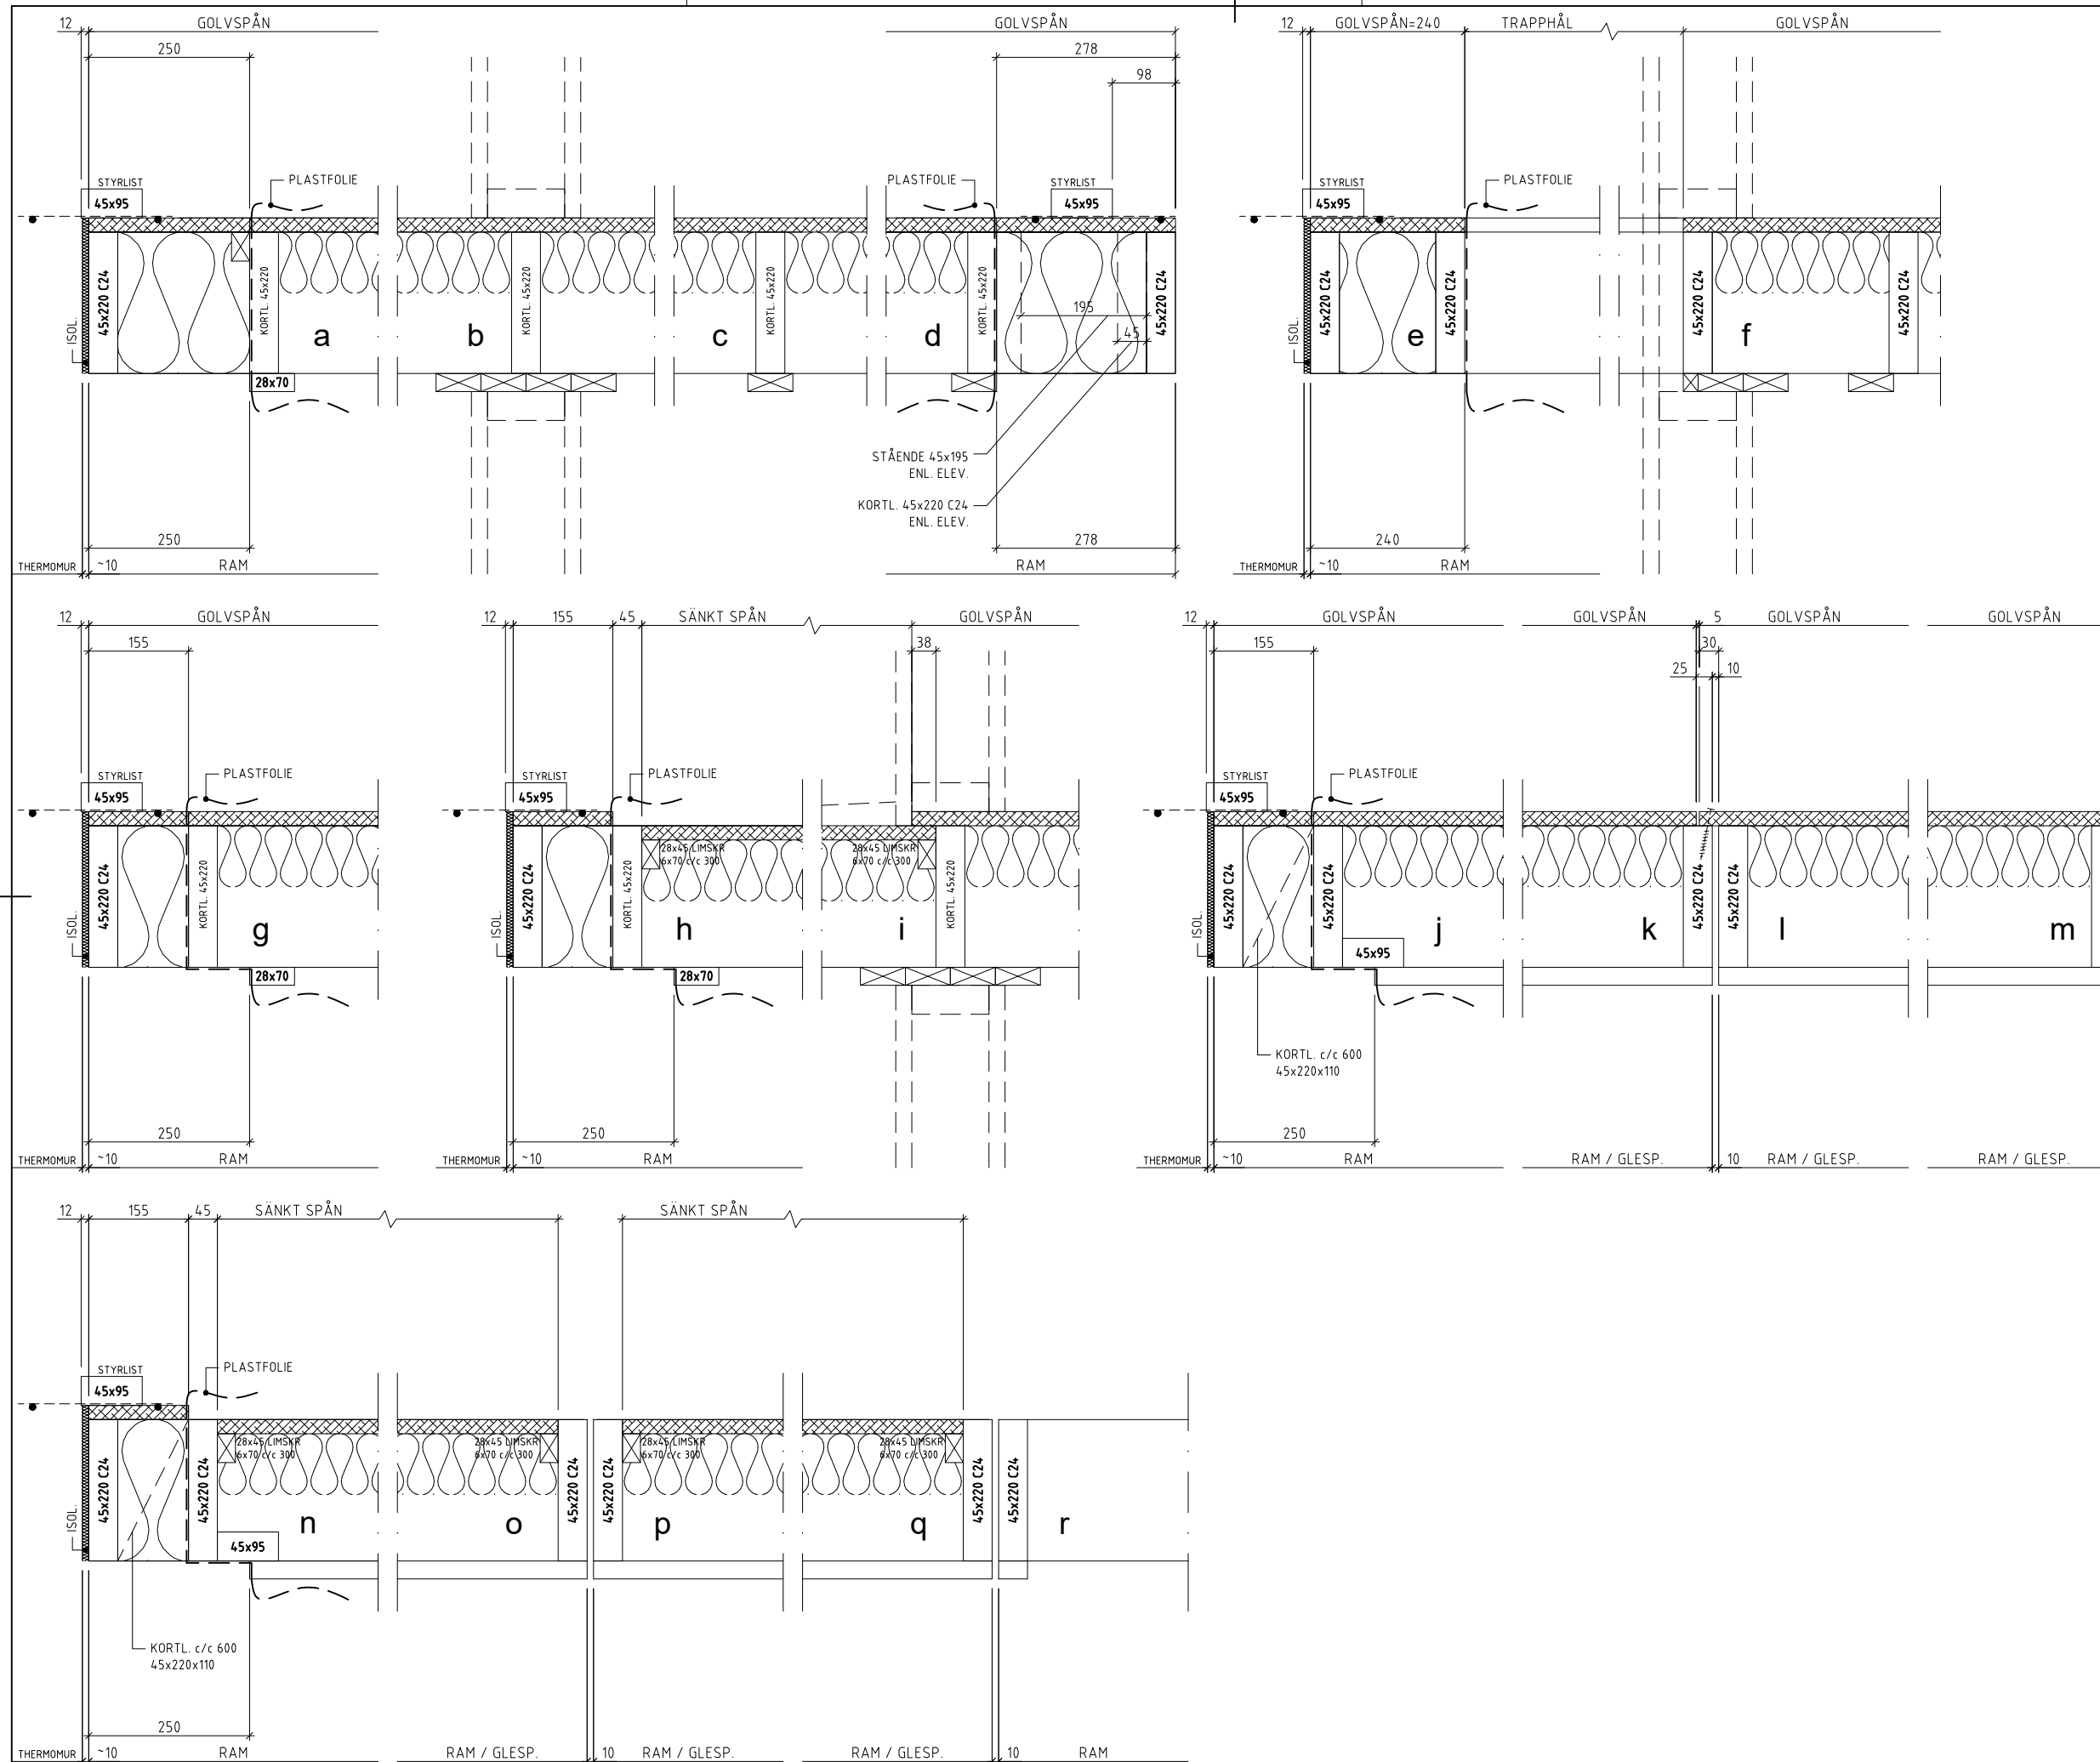 12
GOLVSPÅN
250
STYRLIST
45x95
PLASTFOLIE
ISOL.
45x220 C24
KORTL. 45x220
a
28x70
250
THERMOMUR
~10
RAM
b
KORTL. 45x220
c
KORTL. 45x220
GOLVSPÅN
278
98
PLASTFOLIE
STYRLIST
45x95
d
KORTL. 45x220
195
45
45x220 C24
STÅENDE 45x195
ENL. ELEV.
KORTL. 45x220 C24
ENL. ELEV.
278
RAM
12
GOLVSPÅN=240
TRAPPHÅL
GOLVSPÅN
STYRLIST
45x95
PLASTFOLIE
ISOL.
45x220 C24
e
45x220 C24
45x220 C24
f
45x220 C24
240
THERMOMUR
~10
RAM
12
GOLVSPÅN
155
STYRLIST
45x95
PLASTFOLIE
ISOL.
45x220 C24
KORTL. 45x220
g
28x70
250
THERMOMUR
~10
RAM
12
155
45
SÄNKT SPÅN
GOLVSPÅN
38
STYRLIST
45x95
PLASTFOLIE
ISOL.
45x220 C24
KORTL. 45x220
28x45 LIMSKR
6x70 c/c 300
h
28x45 LIMSKR
6x70 c/c 300
i
KORTL. 45x220
28x70
250
THERMOMUR
~10
RAM
12
GOLVSPÅN
GOLVSPÅN
5
GOLVSPÅN
GOLVSPÅN
155
30
25
10
STYRLIST
45x95
PLASTFOLIE
ISOL.
45x220 C24
45x220 C24
j
45x95
k
45x220 C24
45x220 C24
l
m
KORTL. c/c 600
45x220x110
250
THERMOMUR
~10
RAM
RAM / GLESP.
10
RAM / GLESP.
RAM / GLESP.
12
155
45
SÄNKT SPÅN
SÄNKT SPÅN
STYRLIST
45x95
PLASTFOLIE
ISOL.
45x220 C24
45x220 C24
28x45 LIMSKR
6x70 c/c 300
n
45x95
28x45 LIMSKR
6x70 c/c 300
o
45x220 C24
45x220 C24
28x45 LIMSKR
6x70 c/c 300
p
28x45 LIMSKR
6x70 c/c 300
q
45x220 C24
45x220 C24
r
KORTL. c/c 600
45x220x110
250
THERMOMUR
~10
RAM
RAM / GLESP.
10
RAM / GLESP.
RAM / GLESP.
10
RAM